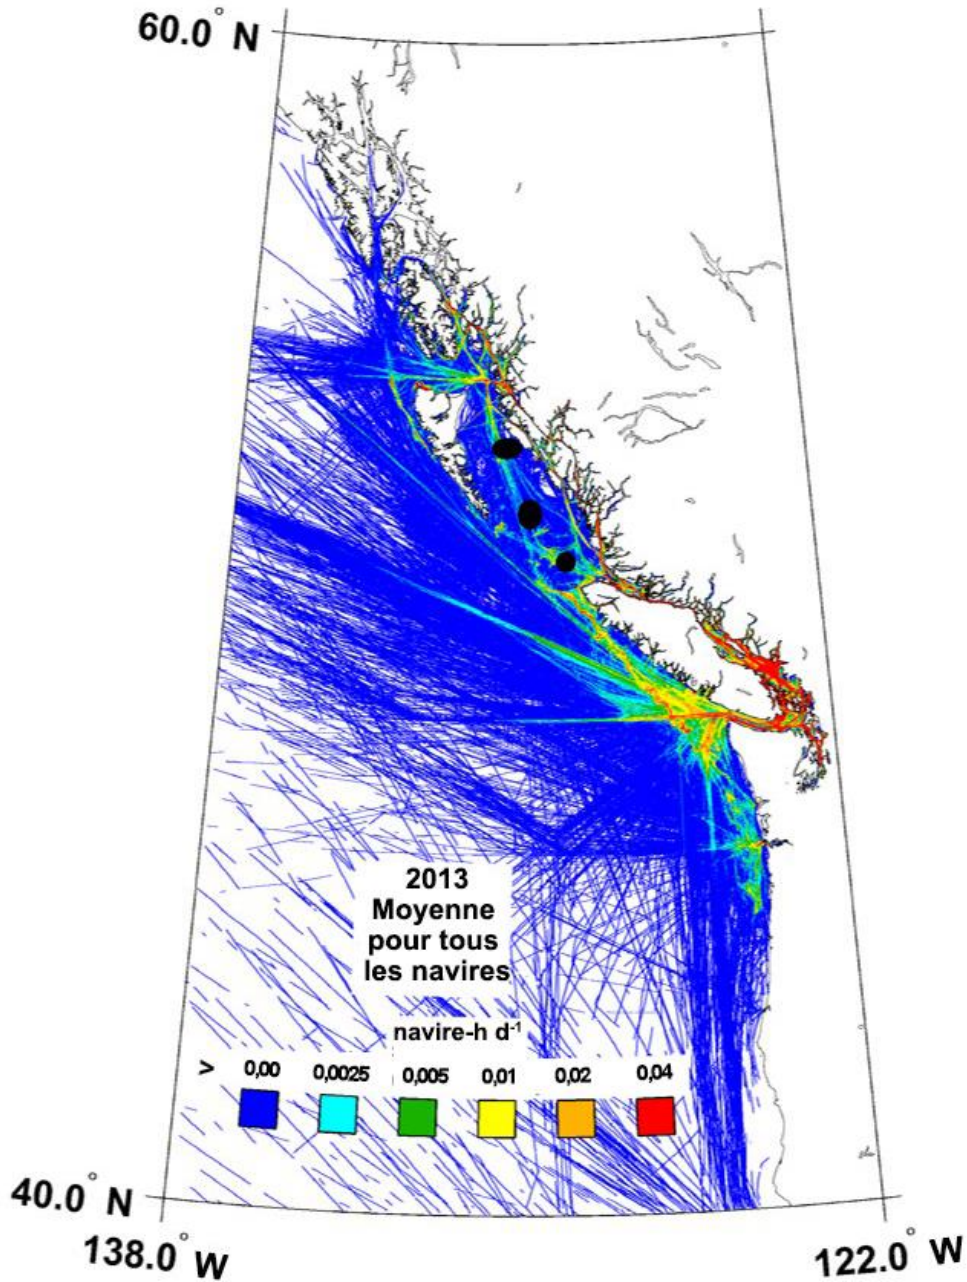 60.0° N
2013
Moyenne
pour tous
les navires
navire-h d⁻¹
> 0,00 0,0025 0,005 0,01 0,02 0,04
40.0° N
138.0° W 122.0° W